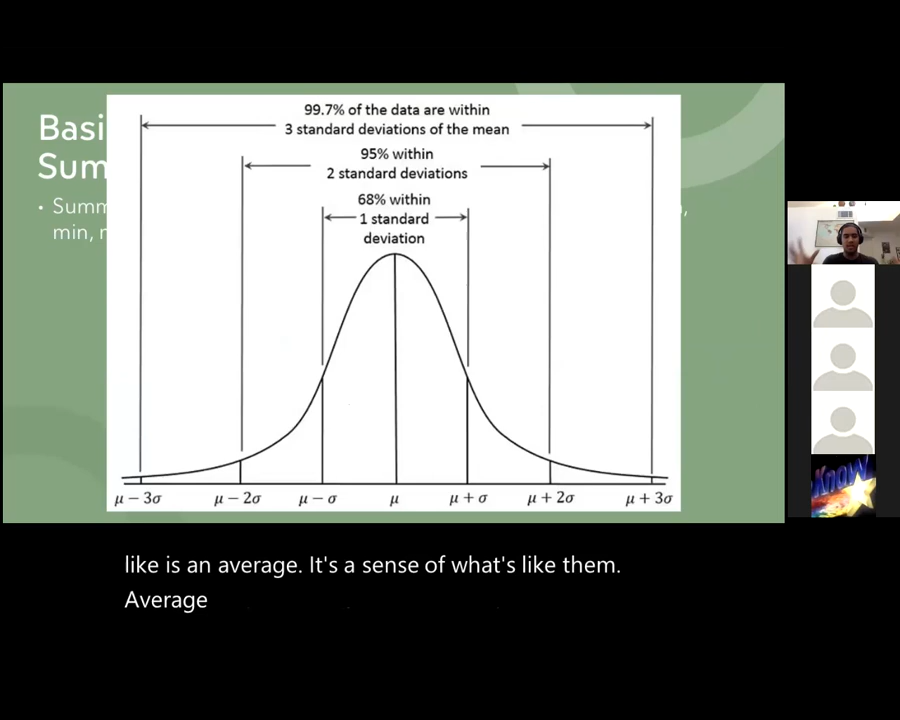 Basi
Sum
• Summ
min, r
99.7% of the data are within
3 standard deviations of the mean
95% within
2 standard deviations
68% within
1 standard
deviation
μ − 3σ μ − 2σ μ − σ μ μ + σ μ + 2σ μ + 3σ
Know
like is an average. It's a sense of what's like them.
Average